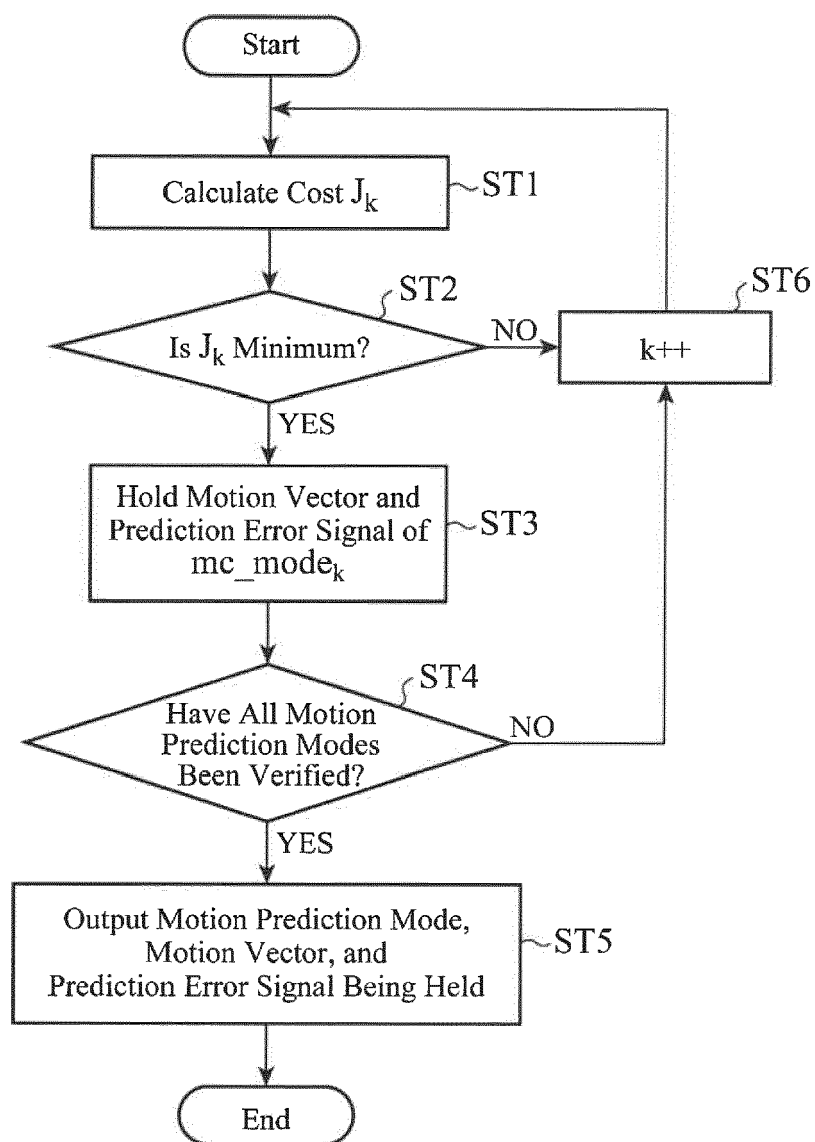 Start
Calculate Cost Jk
ST1
ST2
ST6
Is Jk Minimum?
NO
k++
YES
Hold Motion Vector and
Prediction Error Signal of
mc_modek
ST3
ST4
Have All Motion
Prediction Modes
Been Verified?
NO
YES
Output Motion Prediction Mode,
Motion Vector, and
Prediction Error Signal Being Held
ST5
End